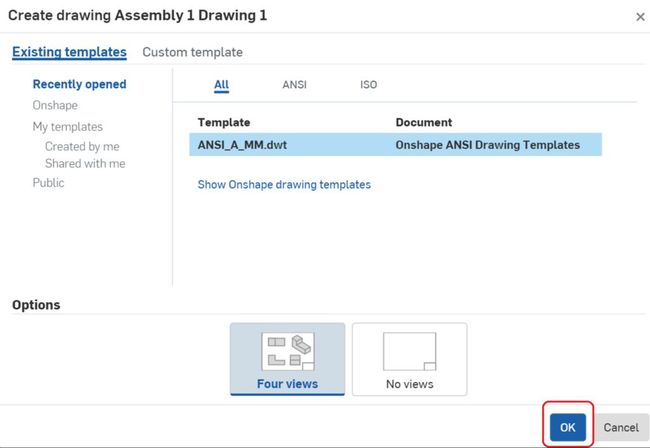 Create drawing Assembly 1 Drawing 1
×
Existing templates Custom template
Recently opened
Onshape
My templates
Created by me
Shared with me
Public
All ANSI ISO
Template Document
ANSI_A_MM.dwt Onshape ANSI Drawing Templates
Show Onshape drawing templates
Options
Four views No views
OK Cancel